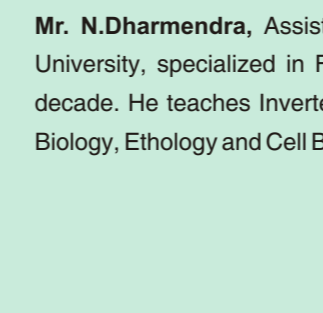 Mr. N.Dharmendra, Assist
University, specialized in F
decade. He teaches Inverte
Biology, Ethology and Cell B